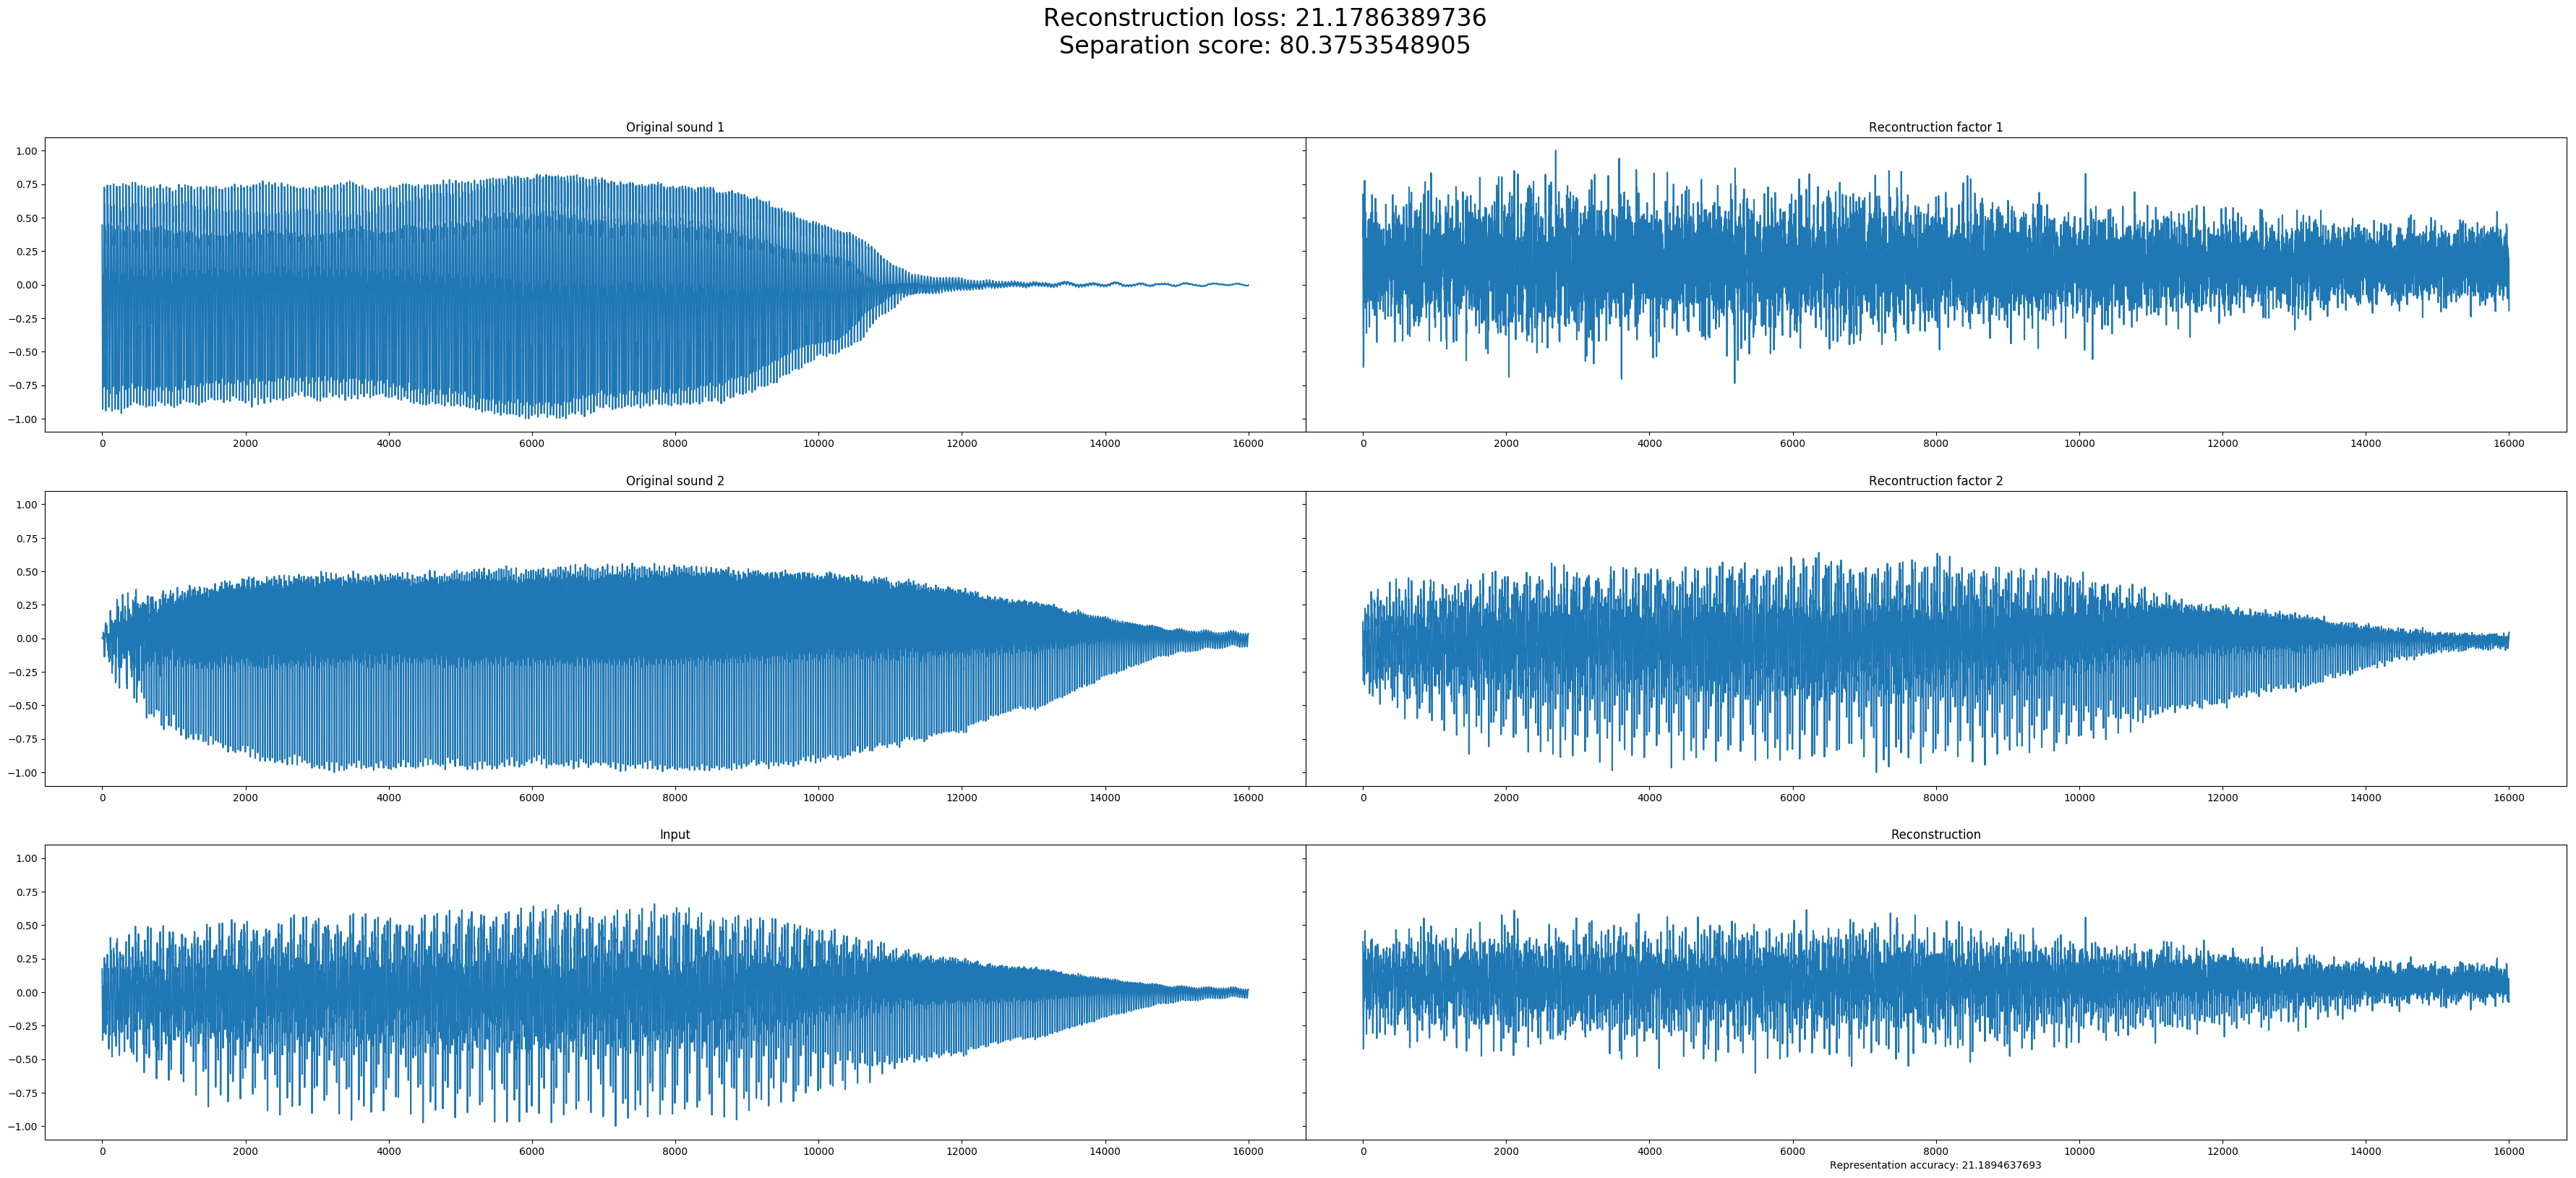 Reconstruction loss: 21.1786389736
Separation score: 80.3753548905
Original sound 1
Recontruction factor 1
1.00
0.75
0.50
0.25
0.00
−0.25
−0.50
−0.75
−1.00
0 2000 4000 6000 8000 10000 12000 14000 16000
0 2000 4000 6000 8000 10000 12000 14000 16000
Original sound 2
Reconstruction factor 2
1.00
0.75
0.50
0.25
0.00
−0.25
−0.50
−0.75
−1.00
0 2000 4000 6000 8000 10000 12000 14000 16000
0 2000 4000 6000 8000 10000 12000 14000 16000
Input
Reconstruction
1.00
0.75
0.50
0.25
0.00
−0.25
−0.50
−0.75
−1.00
0 2000 4000 6000 8000 10000 12000 14000 16000
0 2000 4000 6000 8000 10000 12000 14000 16000
Representation accuracy: 21.1894637693